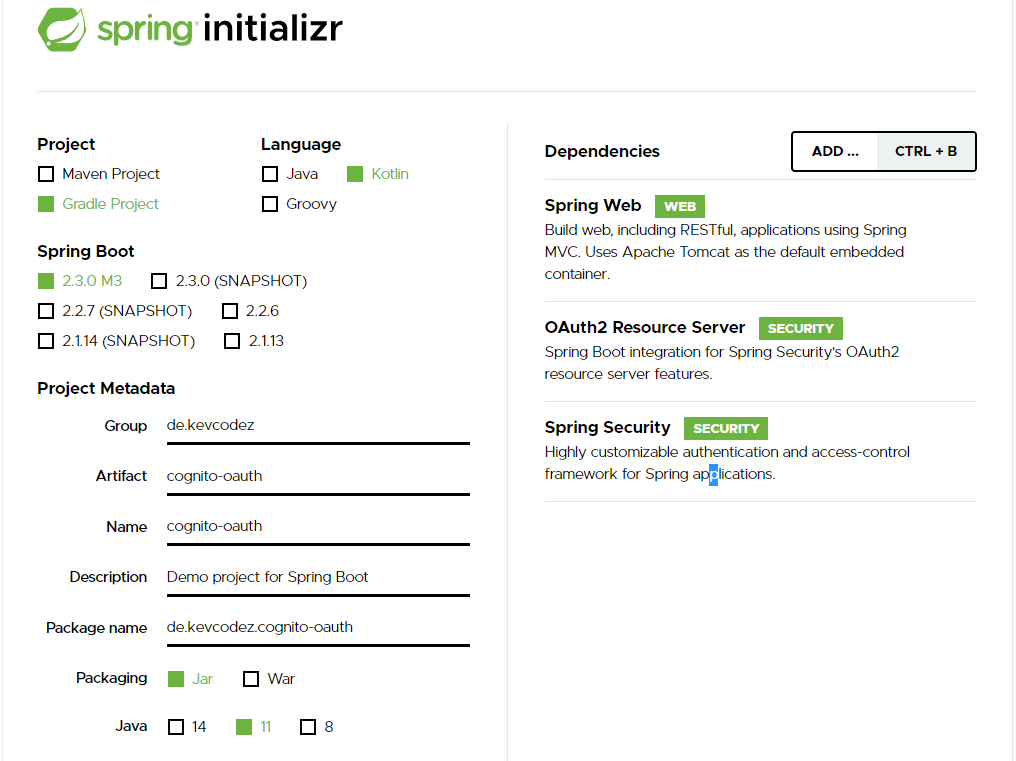 spring initializr
Project
Maven Project
Gradle Project
Language
Java Kotlin
Groovy
Spring Boot
2.3.0 M3 2.3.0 (SNAPSHOT)
2.2.7 (SNAPSHOT) 2.2.6
2.1.14 (SNAPSHOT) 2.1.13
Project Metadata
Group de.kevcodez
Artifact cognito-oauth
Name cognito-oauth
Description Demo project for Spring Boot
Package name de.kevcodez.cognito-oauth
Packaging Jar War
Java 14 11 8
Dependencies ADD ... CTRL + B
Spring Web WEB
Build web, including RESTful, applications using Spring
MVC. Uses Apache Tomcat as the default embedded
container.
OAuth2 Resource Server SECURITY
Spring Boot integration for Spring Security's OAuth2
resource server features.
Spring Security SECURITY
Highly customizable authentication and access-control
framework for Spring applications.